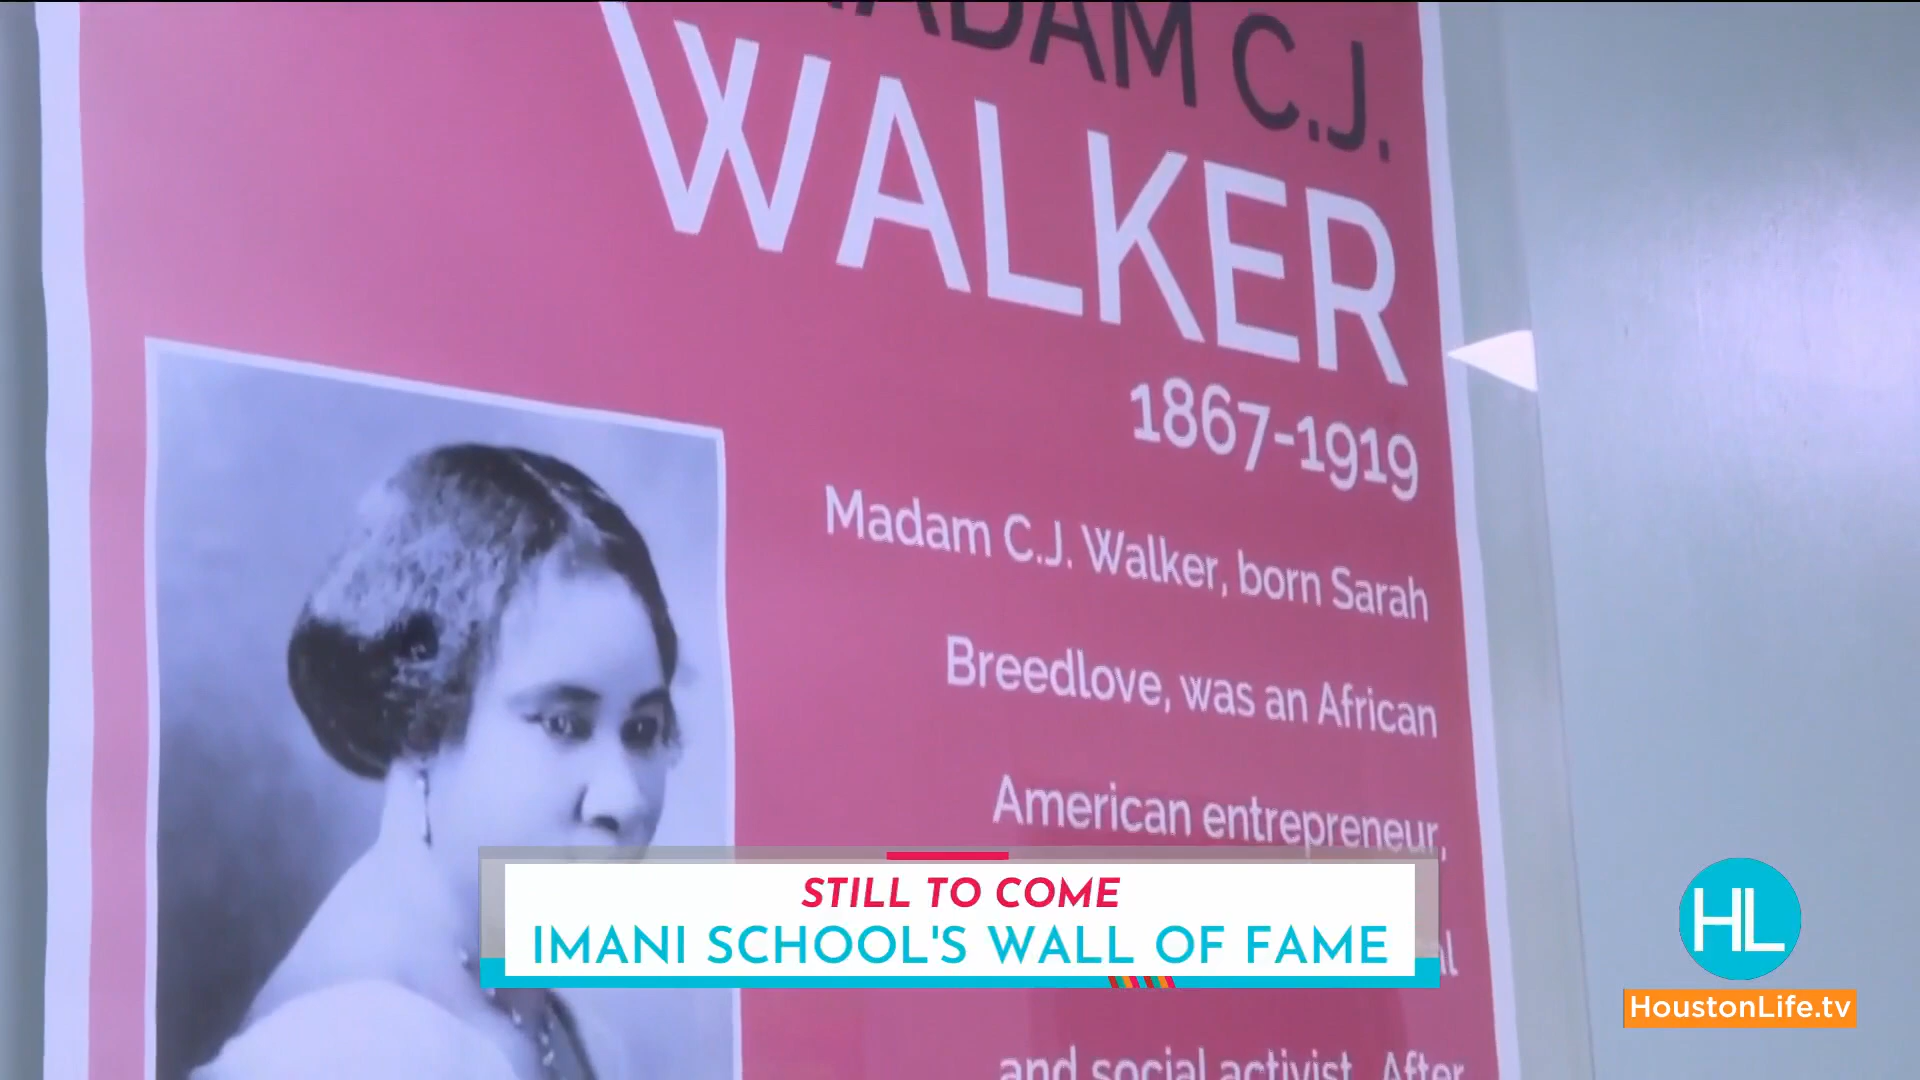 MADAM C.J.
WALKER
1867-1919
Madam C.J. Walker, born Sarah
Breedlove, was an African
American entrepreneur,
and social activist. After
STILL TO COME
IMANI SCHOOL'S WALL OF FAME
HL
HoustonLife.tv